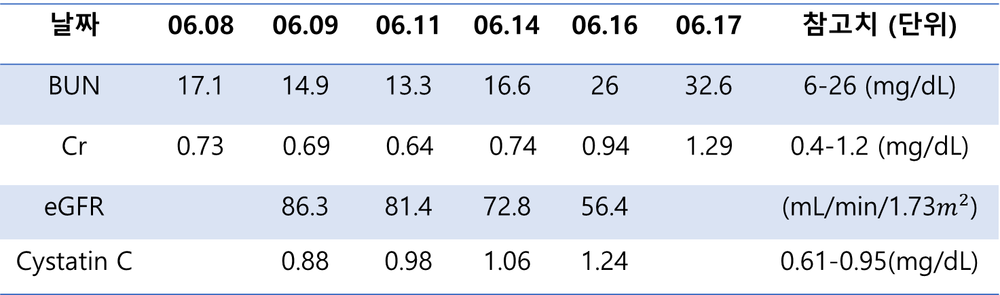 날짜 06.08 06.09 06.11 06.14 06.16 06.17 참고치 (단위)
BUN 17.1 14.9 13.3 16.6 26 32.6 6-26 (mg/dL)
Cr 0.73 0.69 0.64 0.74 0.94 1.29 0.4-1.2 (mg/dL)
eGFR 86.3 81.4 72.8 56.4 (mL/min/1.73𝑚²)
Cystatin C 0.88 0.98 1.06 1.24 0.61-0.95(mg/dL)